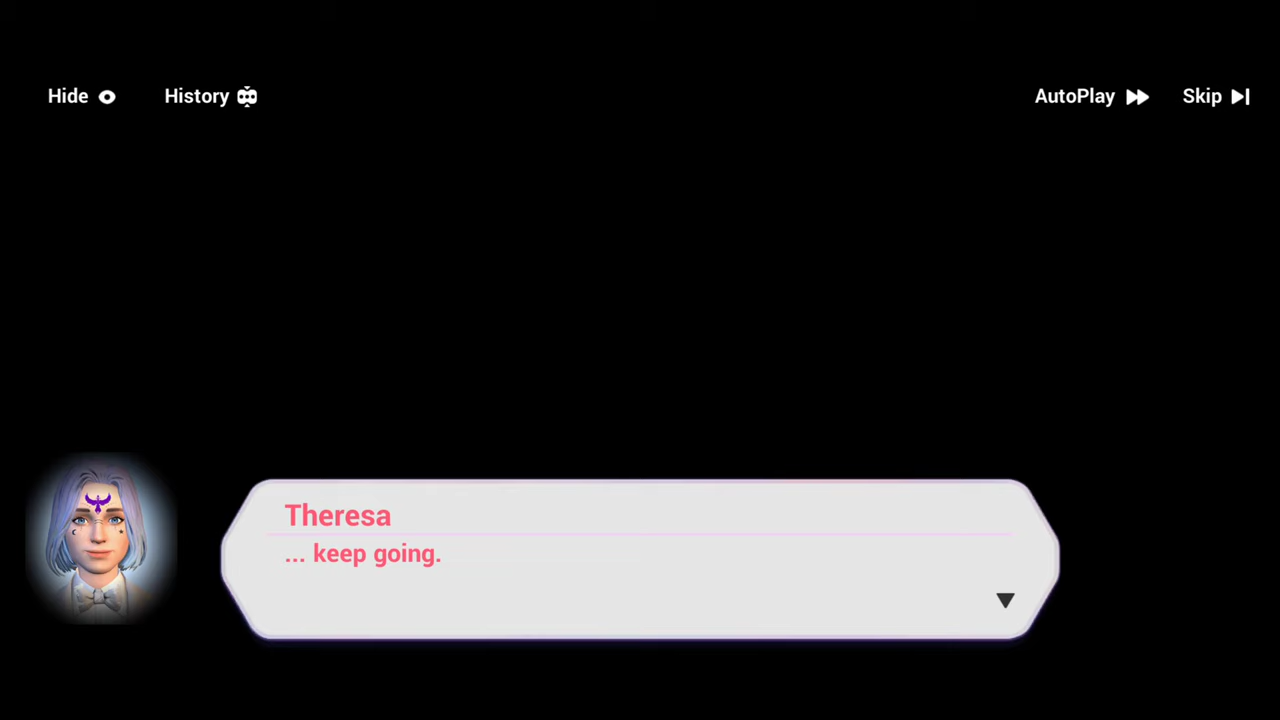 Hide
History
AutoPlay
Skip
Theresa
... keep going.